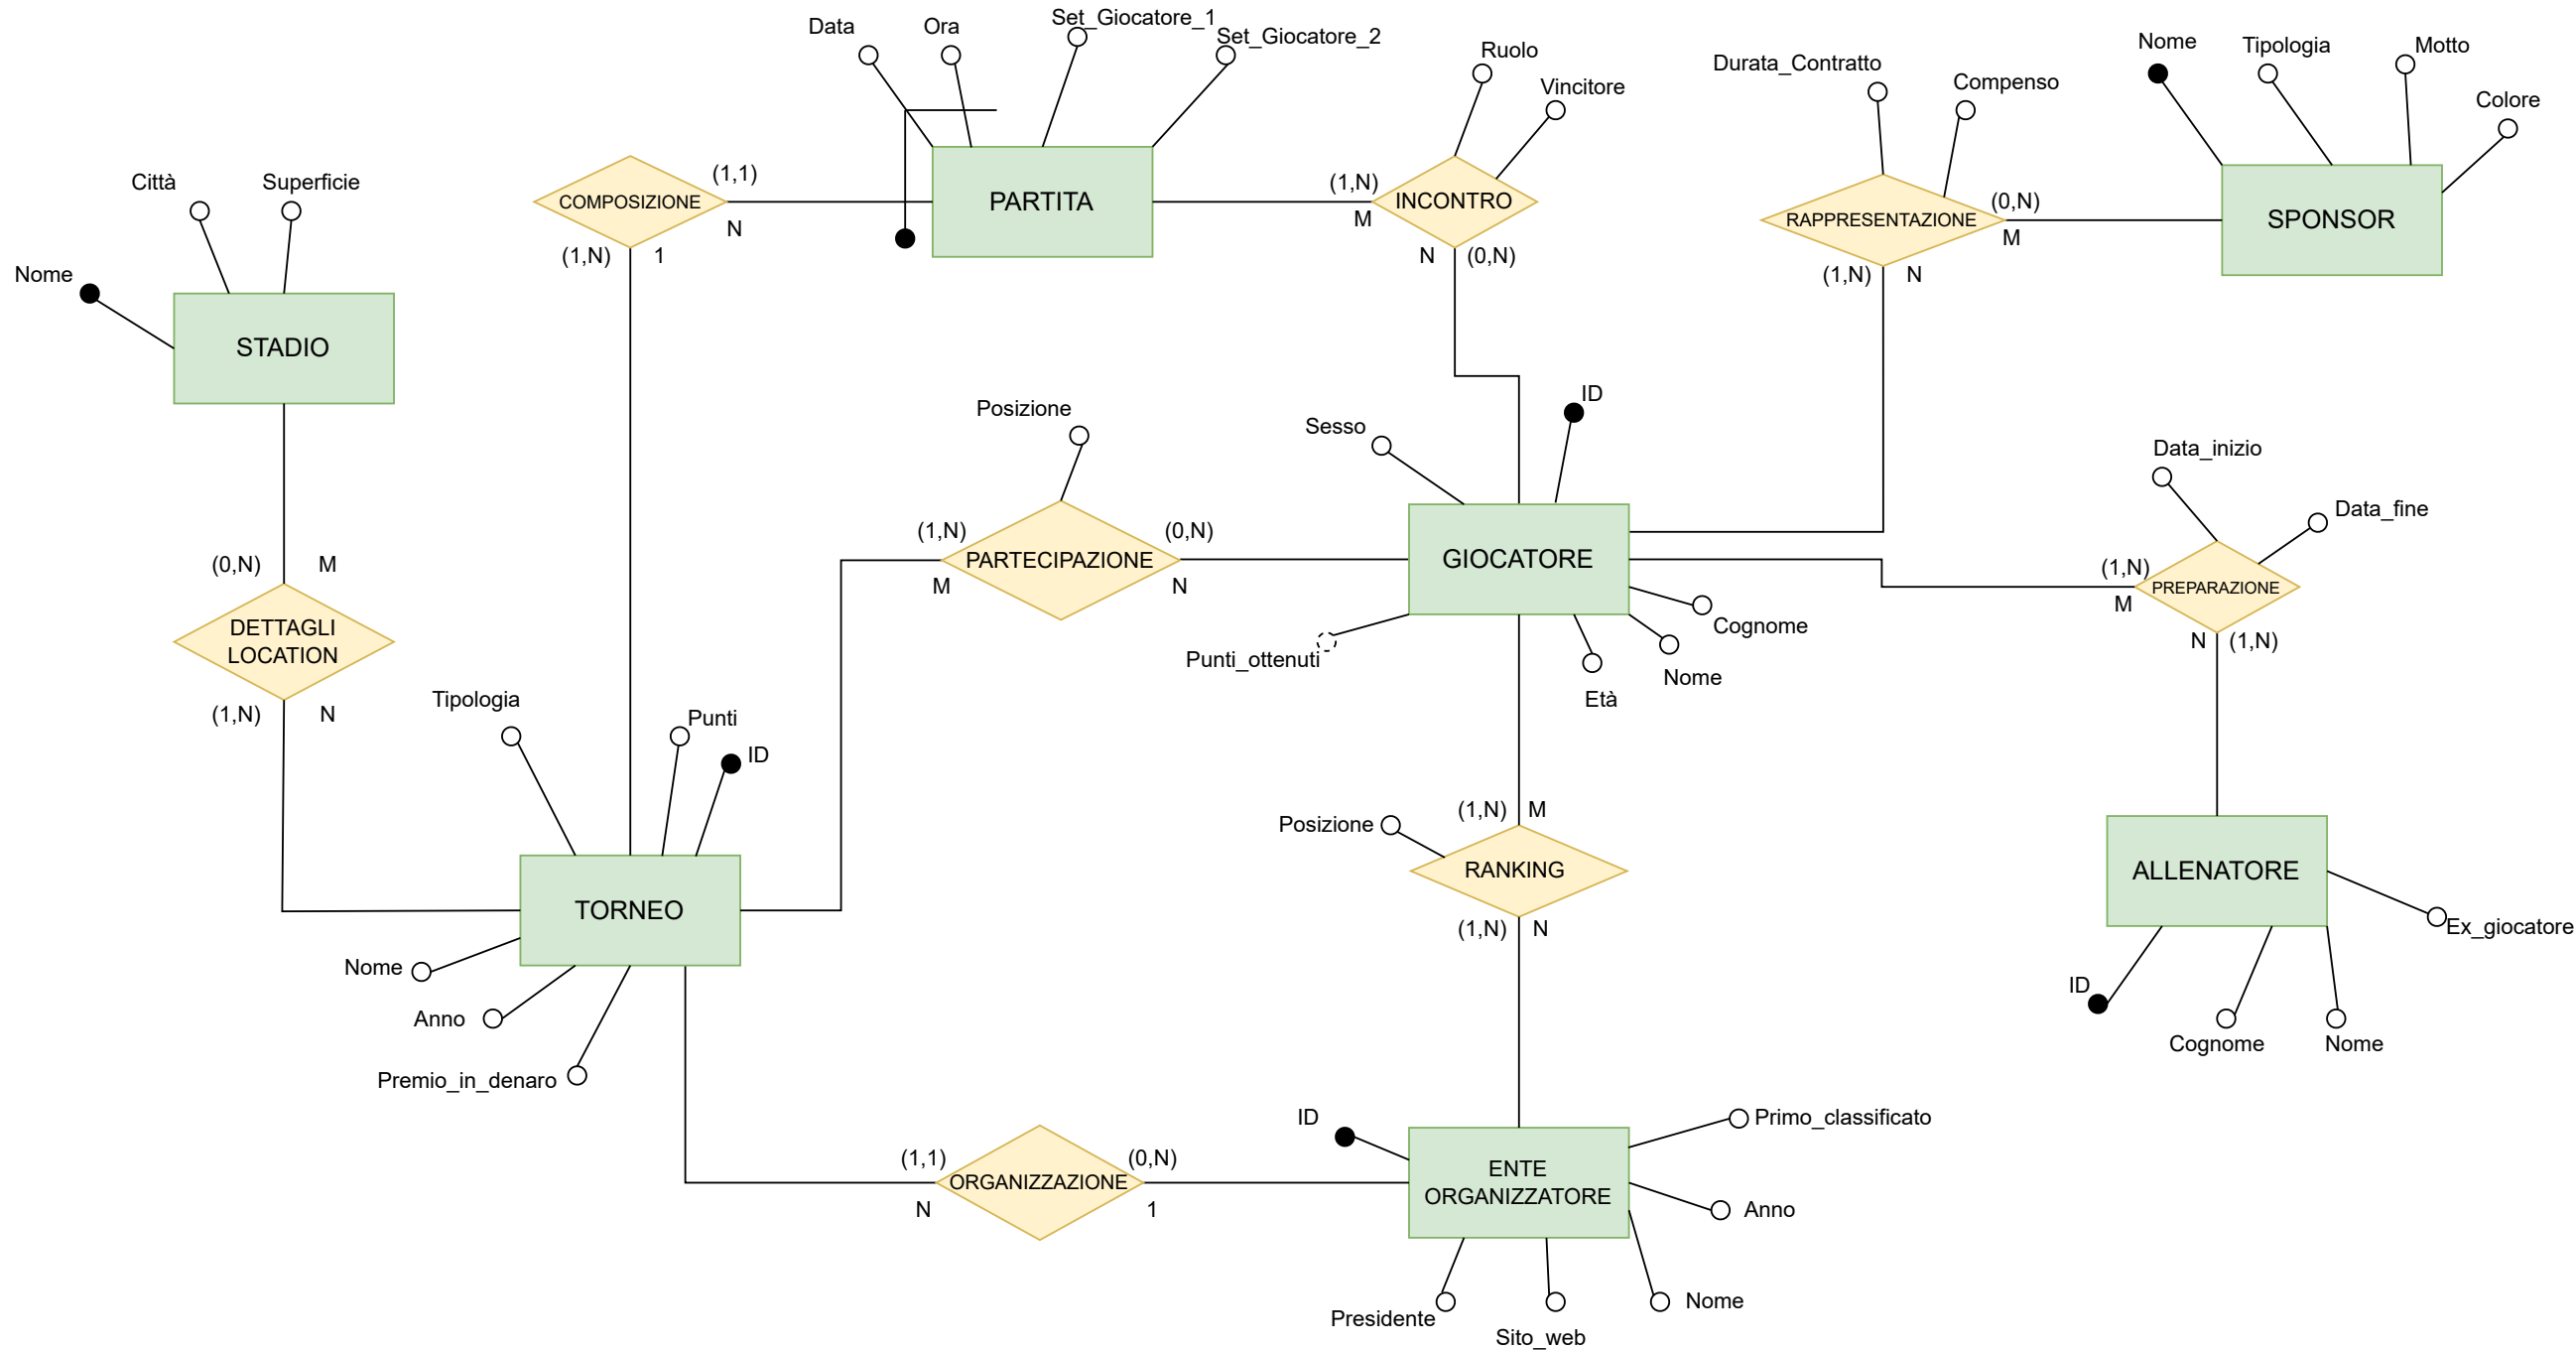 Data
Ora
Set_Giocatore_1
Set_Giocatore_2
Ruolo
Vincitore
Durata_Contratto
Compenso
Nome
Tipologia
Motto
Colore
Città
Superficie
Nome
STADIO
COMPOSIZIONE
(1,1)
N
(1,N)
1
PARTITA
(1,N)
M
INCONTRO
N
(0,N)
RAPPRESENTAZIONE
(0,N)
M
(1,N)
N
SPONSOR
Posizione
Sesso
ID
Data_inizio
Data_fine
(0,N)
M
DETTAGLI
LOCATION
(1,N)
N
(1,N)
M
PARTECIPAZIONE
(0,N)
N
GIOCATORE
Punti_ottenuti
Età
Nome
Cognome
(1,N)
M
PREPARAZIONE
N
(1,N)
Tipologia
Punti
ID
TORNEO
Nome
Anno
Premio_in_denaro
(1,N)
M
Posizione
RANKING
(1,N)
N
ALLENATORE
Ex_giocatore
ID
Cognome
Nome
(1,1)
N
ORGANIZZAZIONE
(0,N)
1
ID
ENTE
ORGANIZZATORE
Primo_classificato
Anno
Nome
Presidente
Sito_web